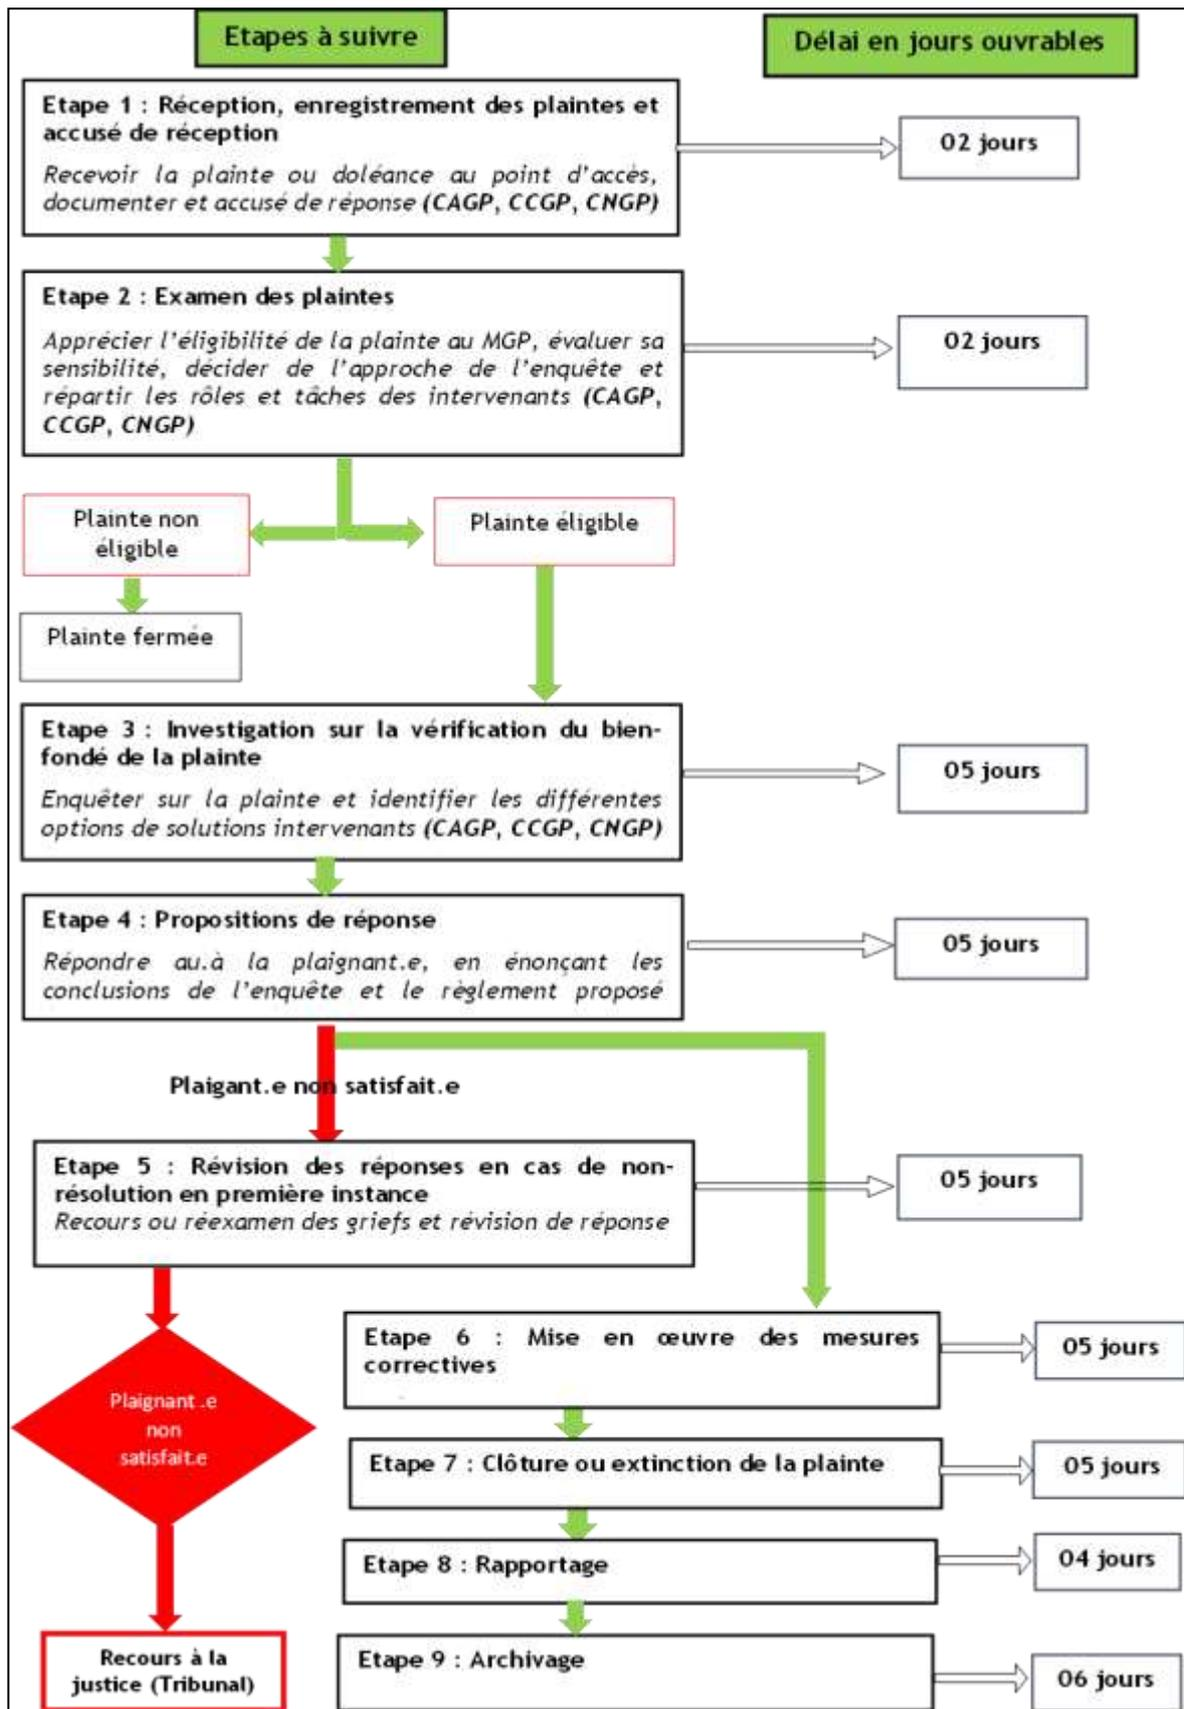 Etapes à suivre
Délai en jours ouvrables
Etape 1 : Réception, enregistrement des plaintes et
accusé de réception
Recevoir la plainte ou doléance au point d'accès,
documenter et accusé de réponse (CAGP, CCGP, CNGP)
02 jours
Etape 2 : Examen des plaintes
Apprécier l'éligibilité de la plainte au MGP, évaluer sa
sensibilité, décider de l'approche de l'enquête et
répartir les rôles et tâches des intervenants (CAGP,
CCGP, CNGP)
02 jours
Plainte non
éligible
Plainte éligible
Plainte fermée
Etape 3 : Investigation sur la vérification du bien-
fondé de la plainte
Enquêter sur la plainte et identifier les différentes
options de solutions intervenants (CAGP, CCGP, CNGP)
05 jours
Etape 4 : Propositions de réponse
Répondre au.à la plaignant.e, en énonçant les
conclusions de l'enquête et le règlement proposé
05 jours
Plaigant.e non satisfait.e
Etape 5 : Révision des réponses en cas de non-
résolution en première instance
Recours ou réexamen des griefs et révision de réponse
05 jours
Etape 6 : Mise en œuvre des mesures
correctives
05 jours
Plaignant.e
non
satisfait.e
Etape 7 : Clôture ou extinction de la plainte
05 jours
Etape 8 : Rapportage
04 jours
Recours à la
justice (Tribunal)
Etape 9 : Archivage
06 jours